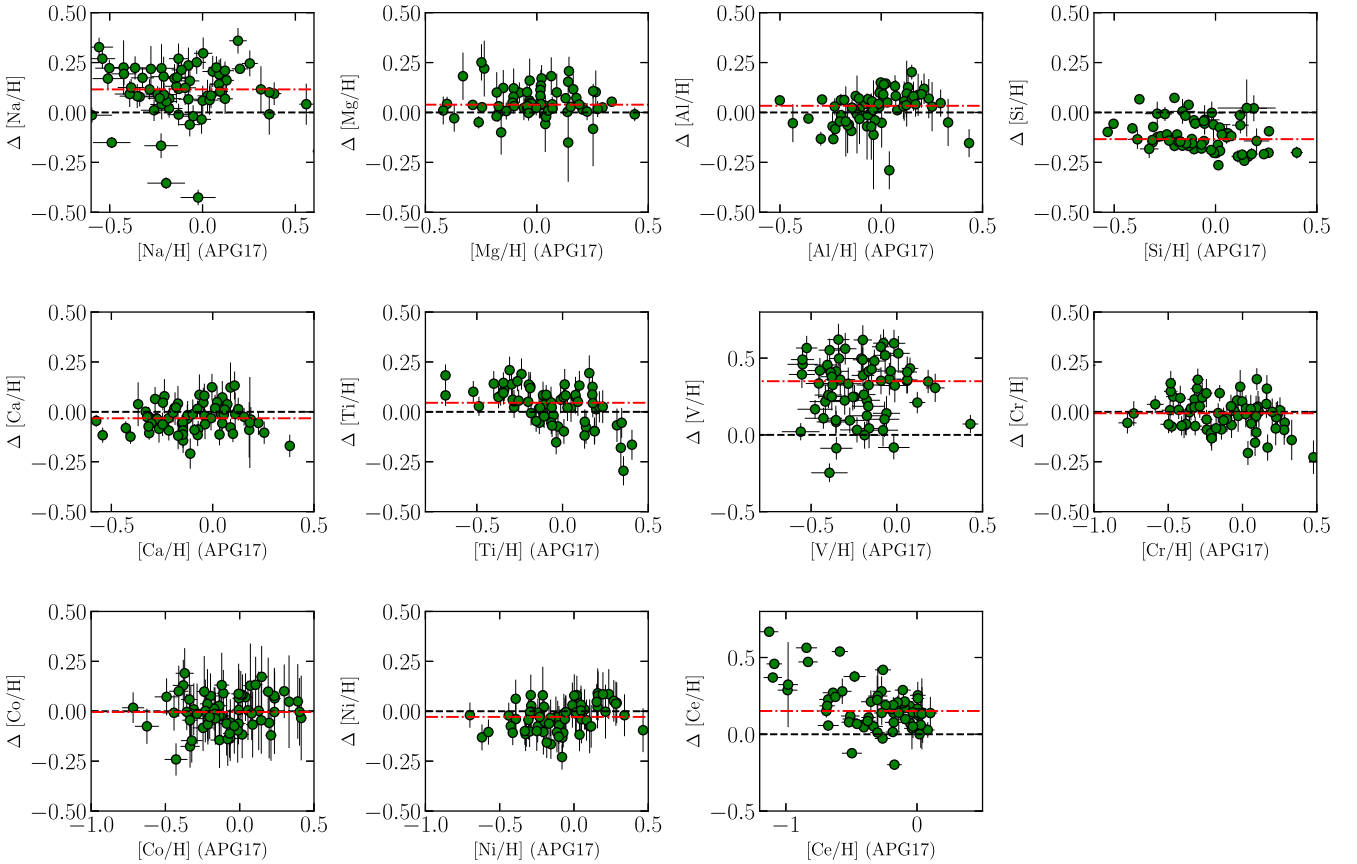 0.50 0.50 0.50 0.50
0.25 0.25 0.25 0.25
0.00 0.00 0.00 0.00
−0.25 −0.25 −0.25 −0.25
−0.50 −0.50 −0.50 −0.50
Δ [Na/H] Δ [Mg/H] Δ [Al/H] Δ [Si/H]
−0.5 0.0 0.5 −0.5 0.0 0.5 −0.5 0.0 0.5 −0.5 0.0 0.5
[Na/H] (APG17) [Mg/H] (APG17) [Al/H] (APG17) [Si/H] (APG17)
0.50 0.50 0.50
0.25 0.25 0.5 0.25
0.00 0.00 0.0 0.00
−0.25 −0.25 −0.25
−0.50 −0.50 −0.5 −0.50
Δ [Ca/H] Δ [Ti/H] Δ [V/H] Δ [Cr/H]
−0.5 0.0 0.5 −0.5 0.0 0.5 −0.5 0.0 0.5 −1.0 −0.5 0.0 0.5
[Ca/H] (APG17) [Ti/H] (APG17) [V/H] (APG17) [Cr/H] (APG17)
0.50 0.50
0.25 0.25 0.5
0.00 0.00 0.0
−0.25 −0.25
−0.50 −0.50 −0.5
Δ [Co/H] Δ [Ni/H] Δ [Ce/H]
−1.0 −0.5 0.0 0.5 −1.0 −0.5 0.0 0.5 −1 0
[Co/H] (APG17) [Ni/H] (APG17) [Ce/H] (APG17)